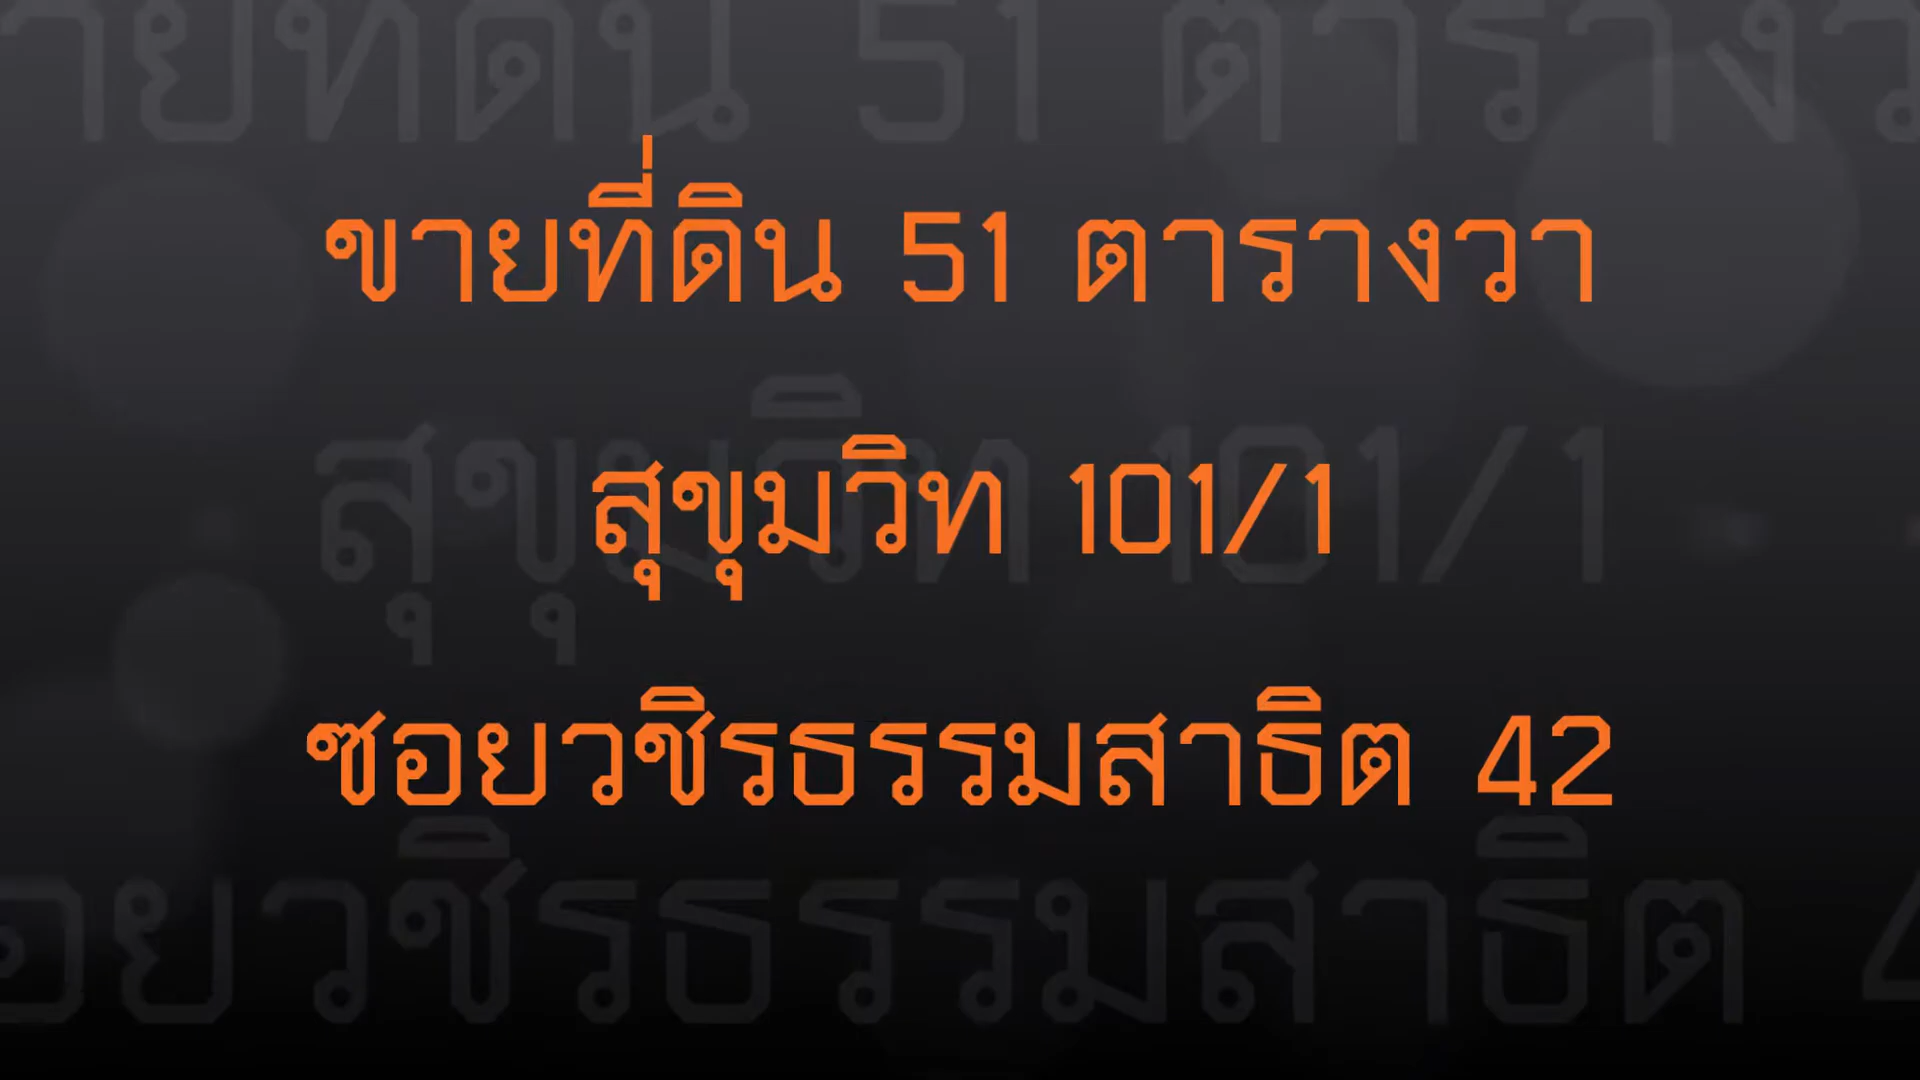 ขายที่ดิน 51 ตารางวา
สุขุมวิท 101/1
ซอยวชิรธรรมสาธิต 42